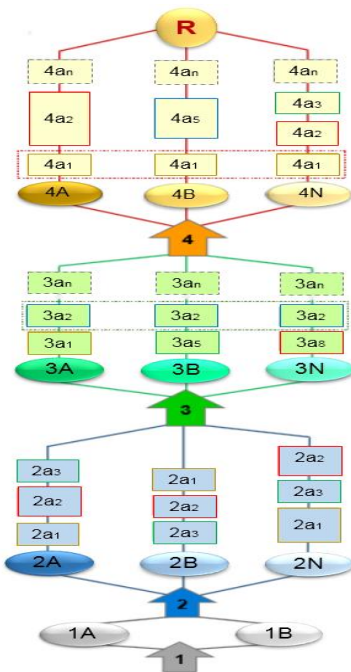 R
4an 4an 4an
4a3
4a2 4a5
4a2
4a1 4a1 4a1
4A 4B 4N
4
3an 3an 3an
3a2 3a2 3a2
3a1 3a5 3a8
3A 3B 3N
3
2a2
2a3
2a1
2a3
2a2 2a2
2a1
2a1 2a3
2A 2B 2N
2
1A 1B
1